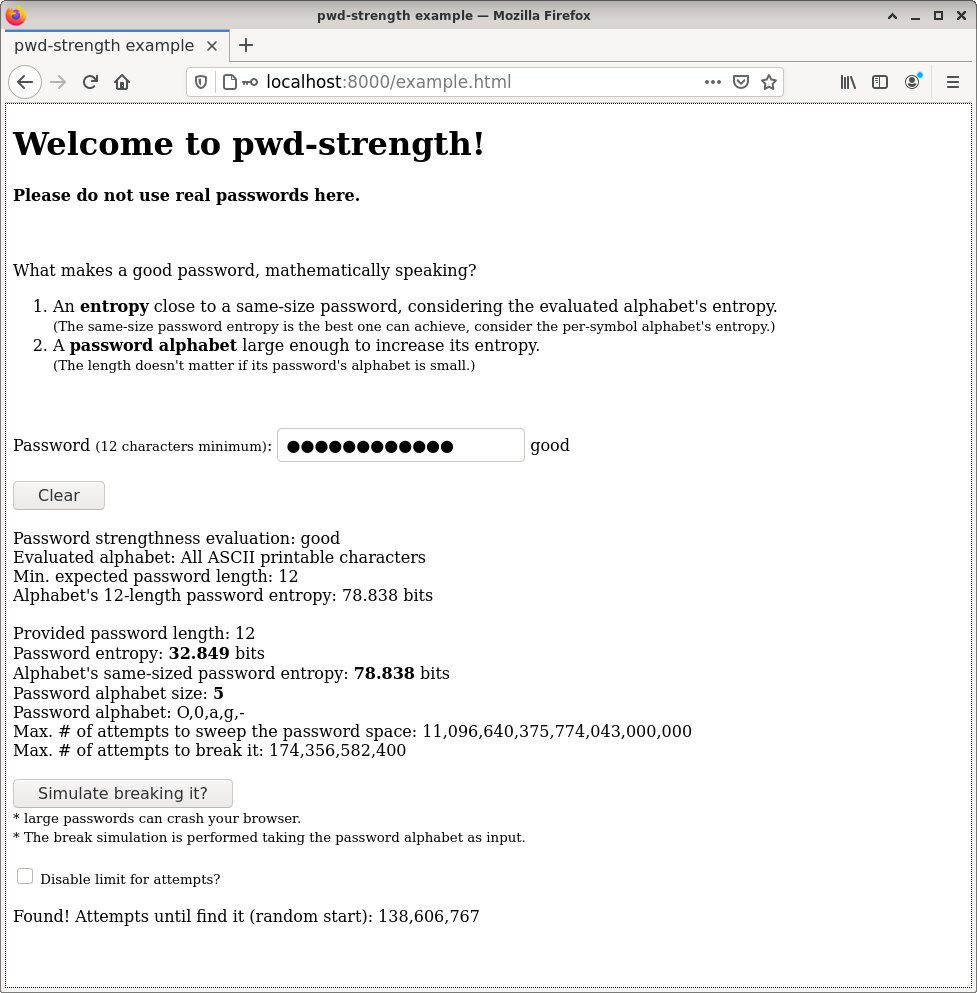 pwd-strength example — Mozilla Firefox
pwd-strength example
localhost:8000/example.html
Welcome to pwd-strength!
Please do not use real passwords here.
What makes a good password, mathematically speaking?
1. An entropy close to a same-size password, considering the evaluated alphabet's entropy.
(The same-size password entropy is the best one can achieve, consider the per-symbol alphabet's entropy.)
2. A password alphabet large enough to increase its entropy.
(The length doesn't matter if its password's alphabet is small.)
Password (12 characters minimum): ●●●●●●●●●●●● good
Clear
Password strengthness evaluation: good
Evaluated alphabet: All ASCII printable characters
Min. expected password length: 12
Alphabet's 12-length password entropy: 78.838 bits
Provided password length: 12
Password entropy: 32.849 bits
Alphabet's same-sized password entropy: 78.838 bits
Password alphabet size: 5
Password alphabet: O,0,a,g,-
Max. # of attempts to sweep the password space: 11,096,640,375,774,043,000,000
Max. # of attempts to break it: 174,356,582,400
Simulate breaking it?
* large passwords can crash your browser.
* The break simulation is performed taking the password alphabet as input.
Disable limit for attempts?
Found! Attempts until find it (random start): 138,606,767